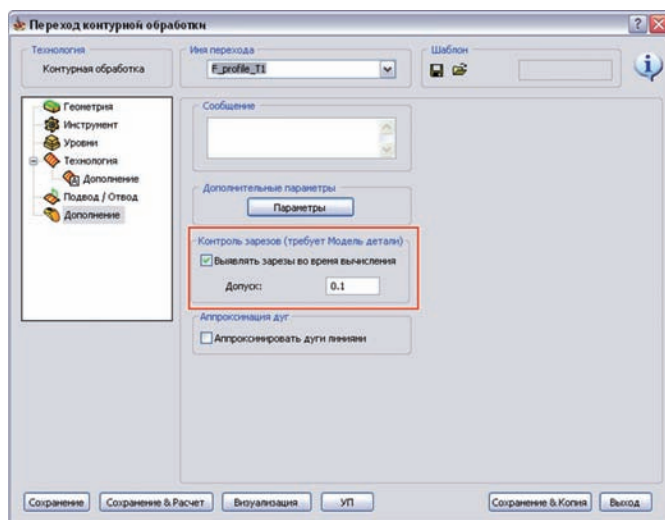 Переход контурной обработки
Технология
Контурная обработка
Имя перехода
F_profile_T1
Шаблон
Геометрия
Инструмент
Уровни
Технология
Дополнение
Подвод / Отвод
Дополнение
Сообщение
Дополнительные параметры
Параметры
Контроль зарезов (требует Модель детали)
Выявлять зарезы во время вычисления
Допуск: 0.1
Аппроксимация дуг
Аппроксимировать дуги линиями
Сохранение Сохранение & Расчет Визуализация УП Сохранение & Копия Выход